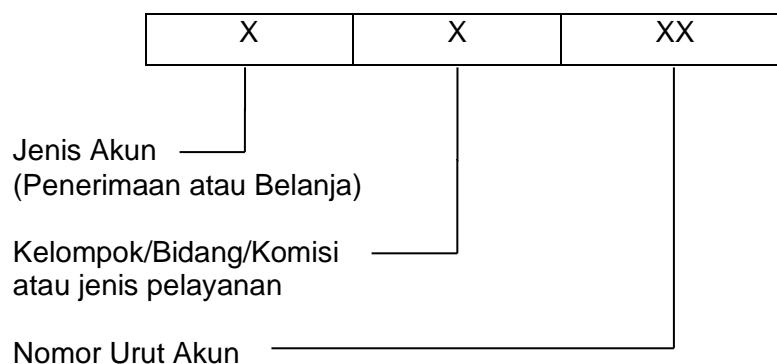 X X XX
Jenis Akun
(Penerimaan atau Belanja)
Kelompok/Bidang/Komisi
atau jenis pelayanan
Nomor Urut Akun